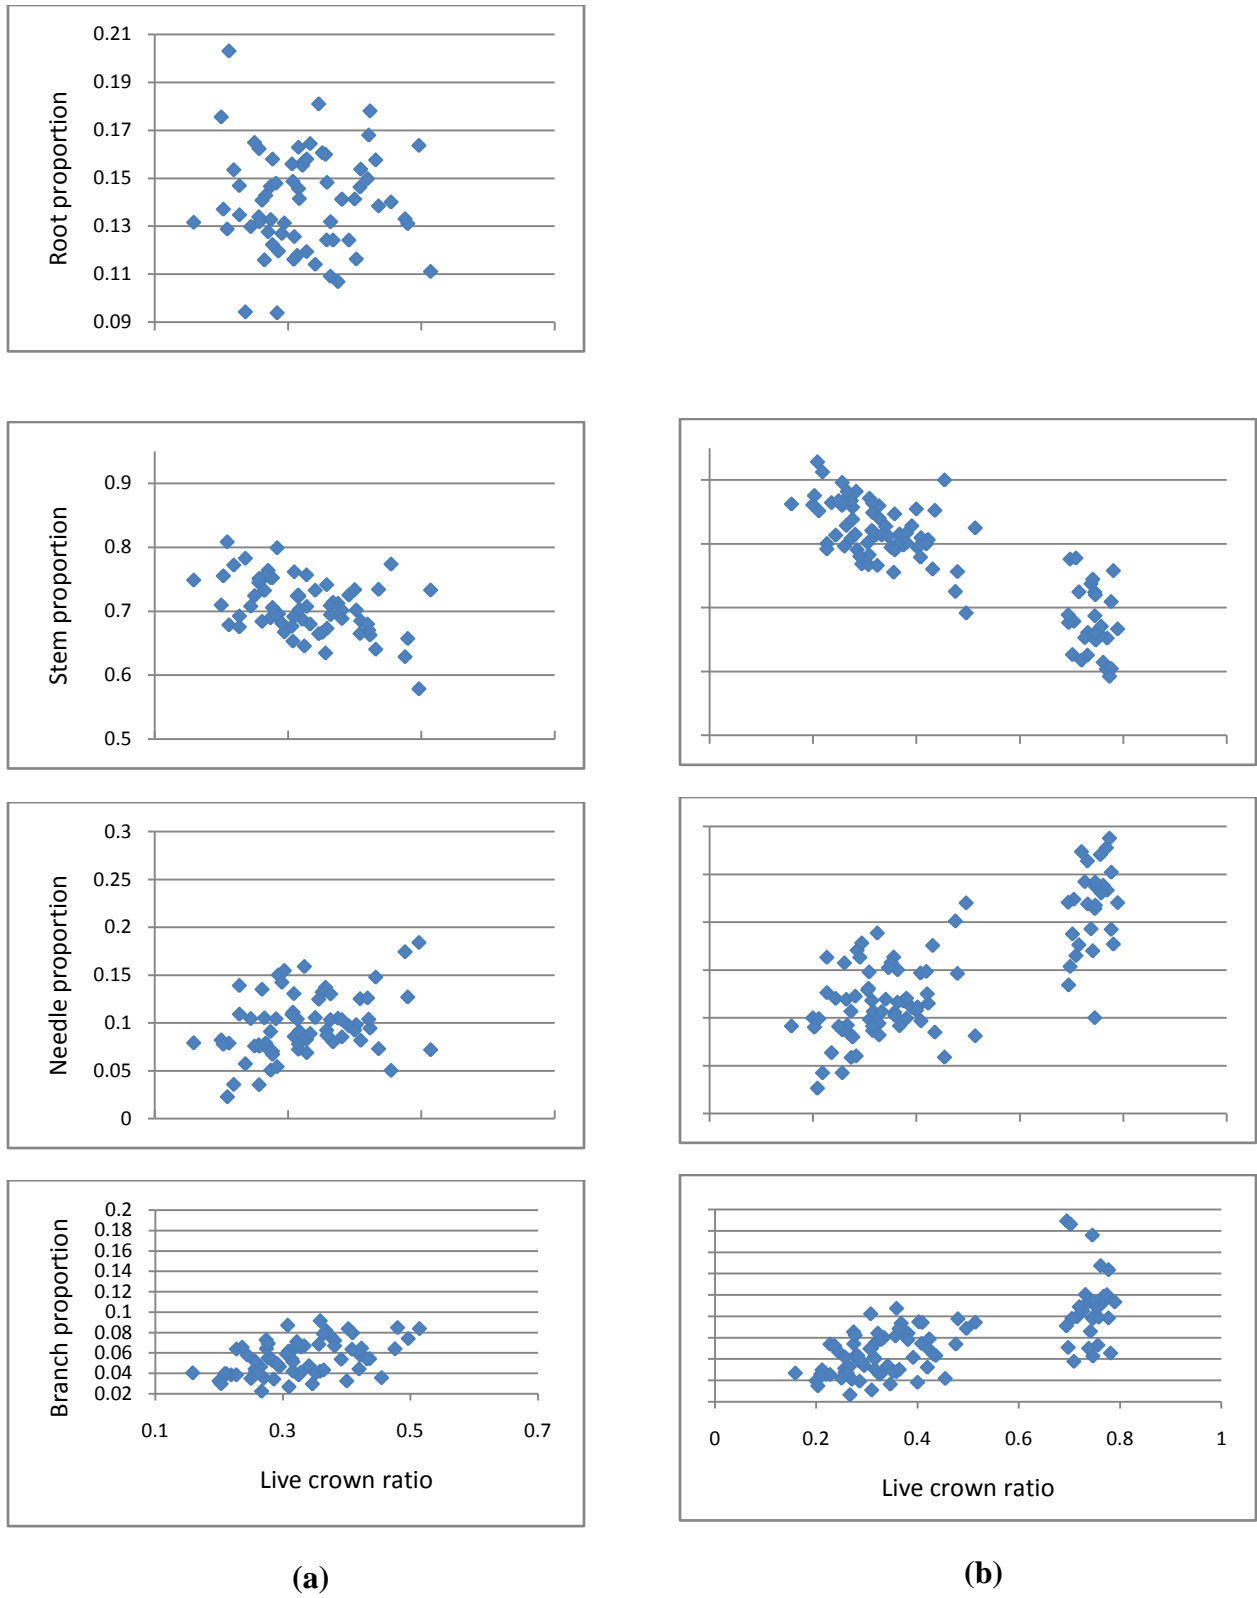 0.21
0.19
0.17
0.15
0.13
0.11
0.09
Root proportion
0.9
0.8
0.7
0.6
0.5
Stem proportion
0.3
0.25
0.2
0.15
0.1
0.05
0
Needle proportion
0.2
0.18
0.16
0.14
0.12
0.1
0.08
0.06
0.04
0.02
Branch proportion
0.1 0.3 0.5 0.7
Live crown ratio
0 0.2 0.4 0.6 0.8 1
Live crown ratio
(a)
(b)